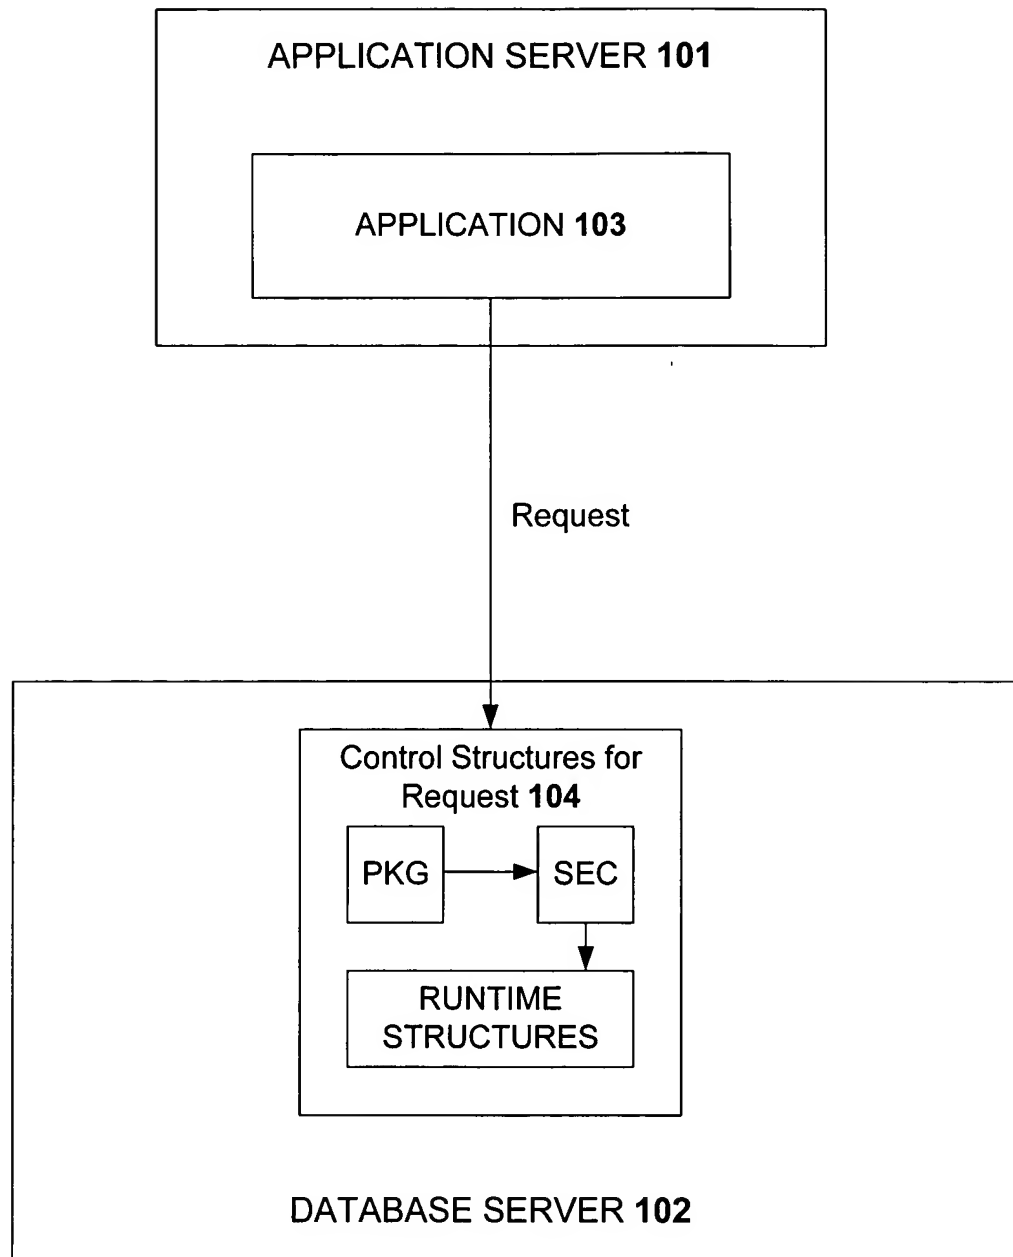 APPLICATION SERVER 101
APPLICATION 103
Request
Control Structures for
Request 104
PKG
SEC
RUNTIME
STRUCTURES
DATABASE SERVER 102